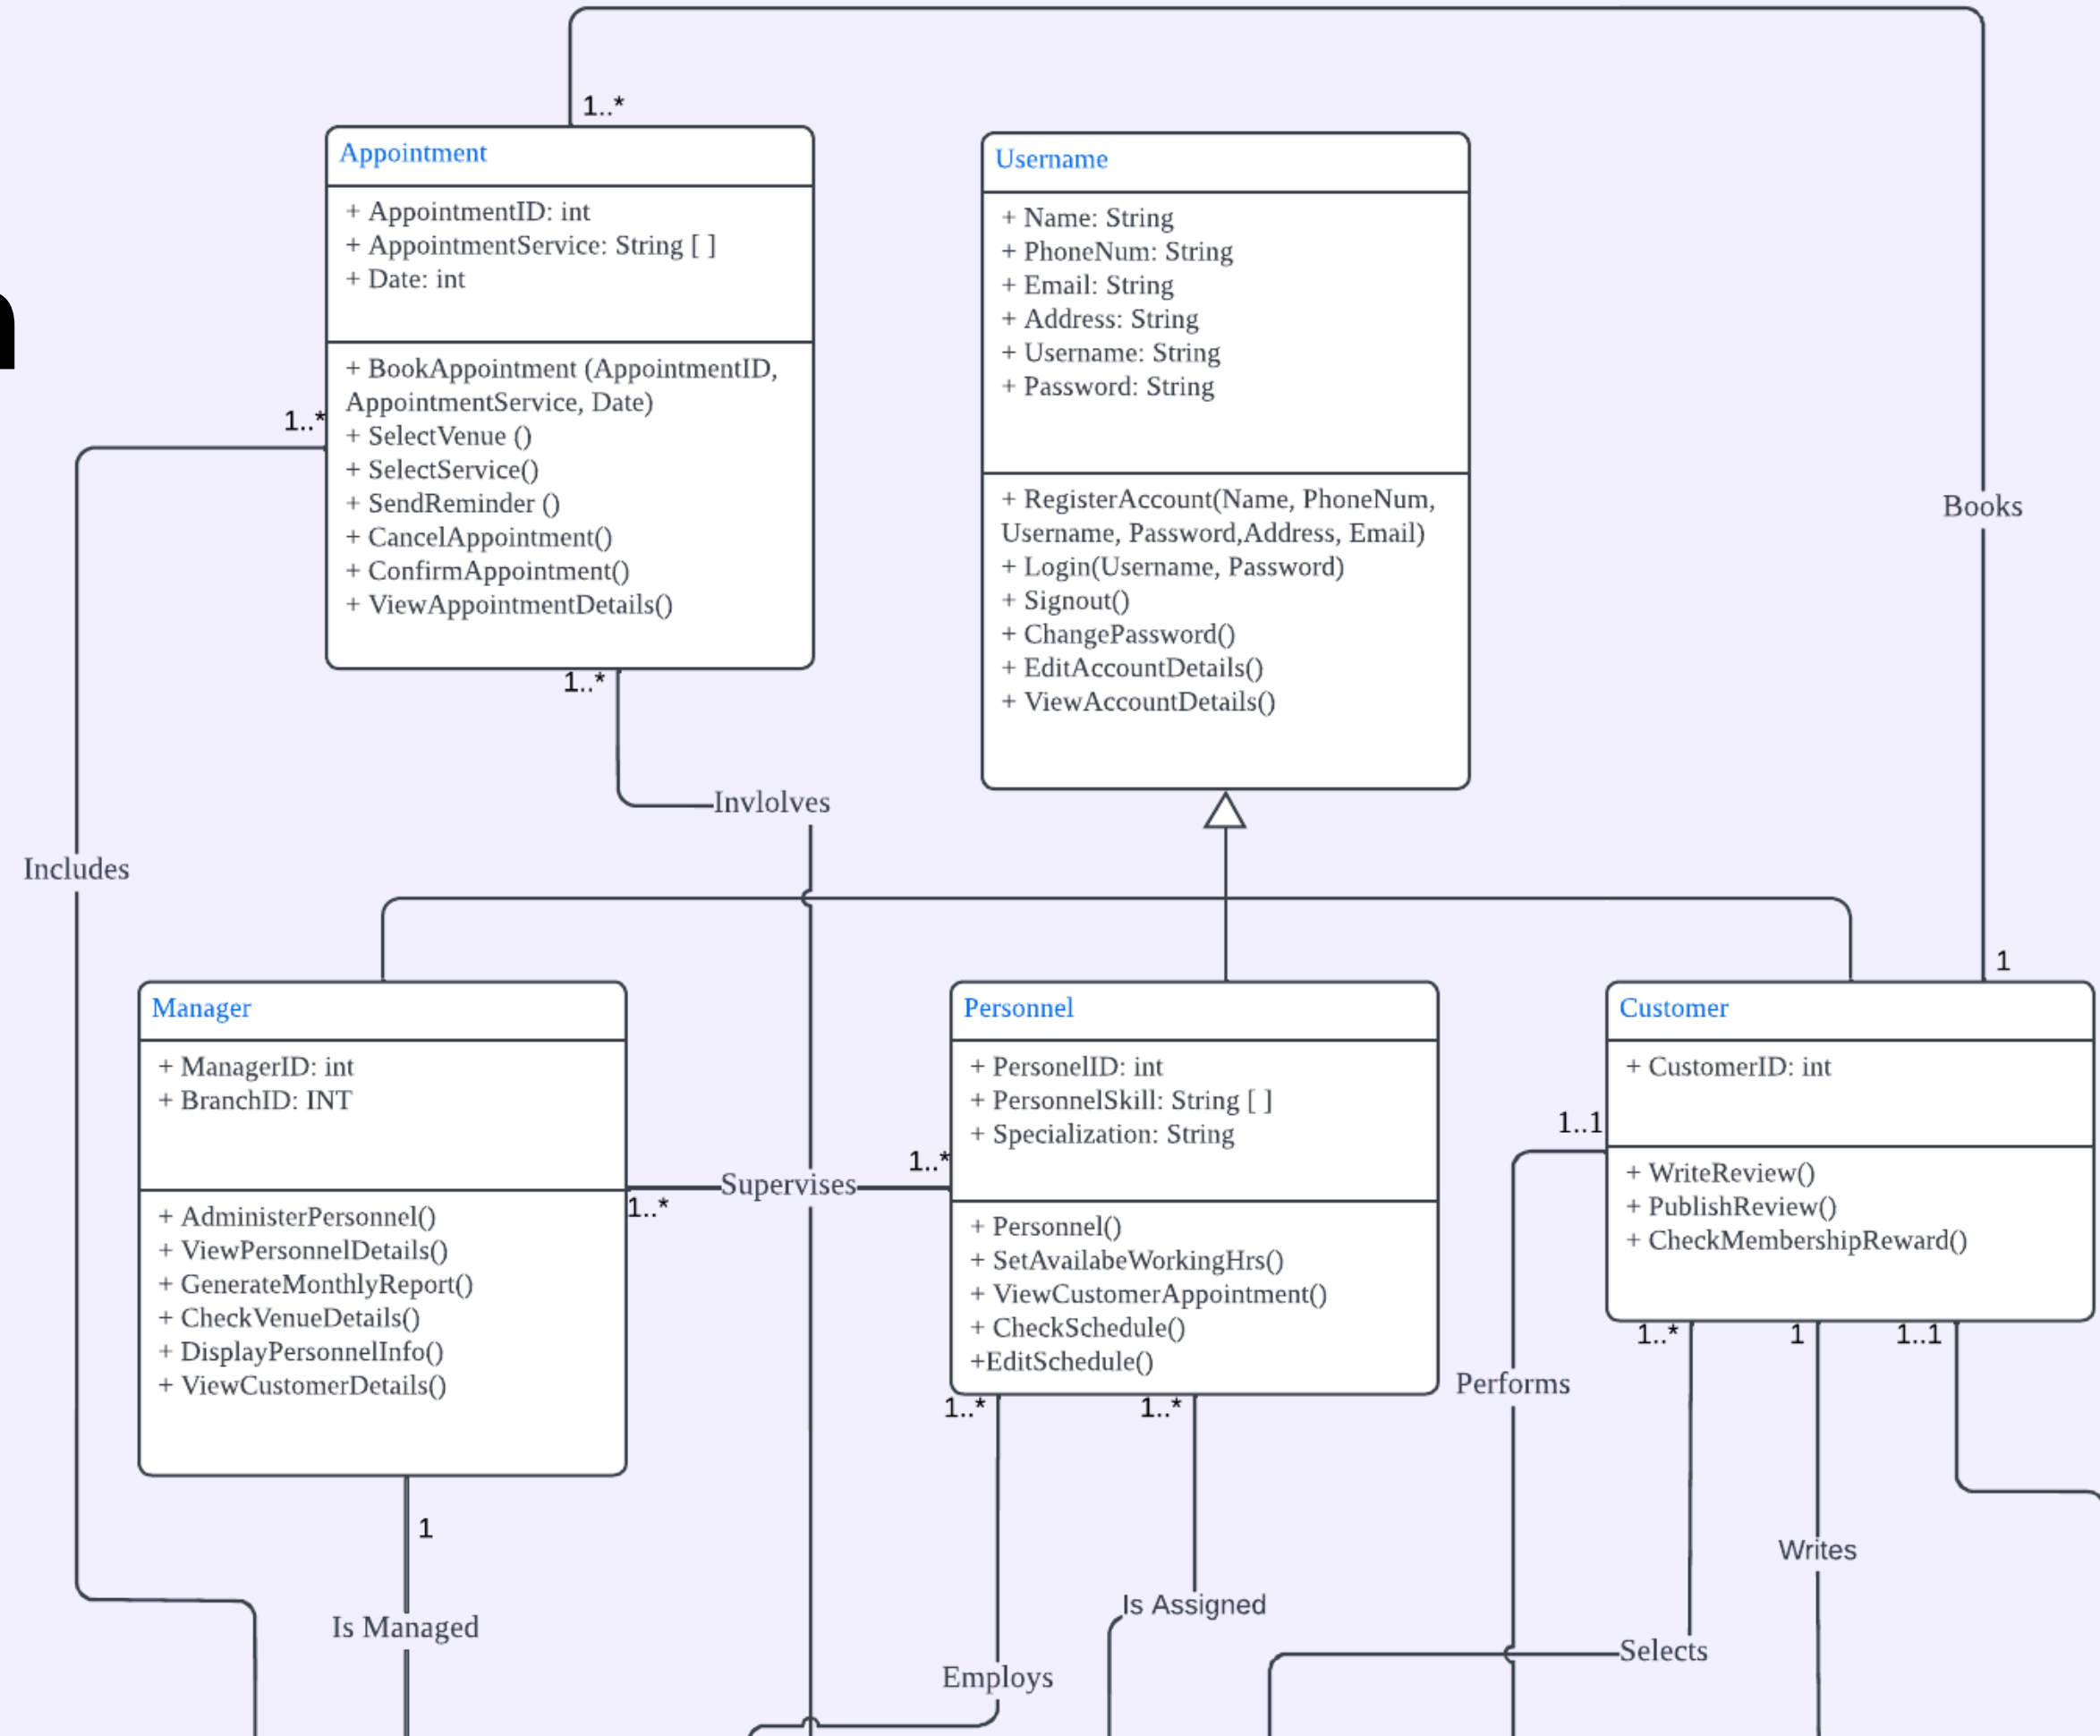 1..*
Appointment
+ AppointmentID: int
+ AppointmentService: String [ ]
+ Date: int
+ BookAppointment (AppointmentID,
AppointmentService, Date)
+ SelectVenue ()
+ SelectService()
+ SendReminder ()
+ CancelAppointment()
+ ConfirmAppointment()
+ ViewAppointmentDetails()
1..*
1..*
Username
+ Name: String
+ PhoneNum: String
+ Email: String
+ Address: String
+ Username: String
+ Password: String
+ RegisterAccount(Name, PhoneNum,
Username, Password,Address, Email)
+ Login(Username, Password)
+ Signout()
+ ChangePassword()
+ EditAccountDetails()
+ ViewAccountDetails()
Books
Invlolves
Includes
1
Manager
+ ManagerID: int
+ BranchID: INT
+ AdministerPersonnel()
+ ViewPersonnelDetails()
+ GenerateMonthlyReport()
+ CheckVenueDetails()
+ DisplayPersonnelInfo()
+ ViewCustomerDetails()
1..*
Supervises
1..*
Personnel
+ PersonelID: int
+ PersonnelSkill: String [ ]
+ Specialization: String
+ Personnel()
+ SetAvailabeWorkingHrs()
+ ViewCustomerAppointment()
+ CheckSchedule()
+EditSchedule()
Customer
+ CustomerID: int
+ WriteReview()
+ PublishReview()
+ CheckMembershipReward()
1..1
1..*
1
1..1
Performs
1..*
1..*
1
Is Managed
Employs
Is Assigned
Selects
Writes